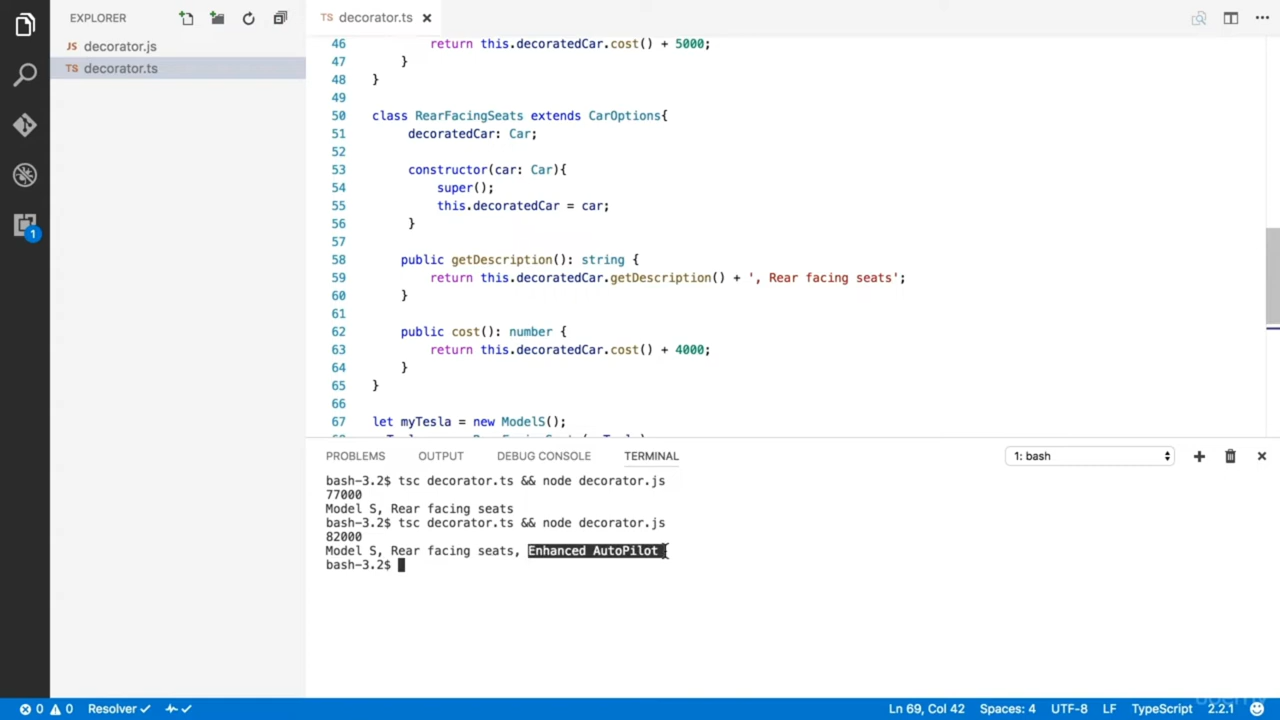 EXPLORER
TS decorator.ts
JS decorator.js
TS decorator.ts
1
46 return this.decoratedCar.cost() + 5000;
47 }
48 }
49
50 class RearFacingSeats extends CarOptions{
51 decoratedCar: Car;
52
53 constructor(car: Car){
54 super();
55 this.decoratedCar = car;
56 }
57
58 public getDescription(): string {
59 return this.decoratedCar.getDescription() + ', Rear facing seats';
60 }
61
62 public cost(): number {
63 return this.decoratedCar.cost() + 4000;
64 }
65 }
66
67 let myTesla = new ModelS();
PROBLEMS OUTPUT DEBUG CONSOLE TERMINAL 1: bash
bash-3.2$ tsc decorator.ts && node decorator.js
77000
Model S, Rear facing seats
bash-3.2$ tsc decorator.ts && node decorator.js
82000
Model S, Rear facing seats, Enhanced AutoPilot
bash-3.2$
0 0 Resolver Ln 69, Col 42 Spaces: 4 UTF-8 LF TypeScript 2.2.1